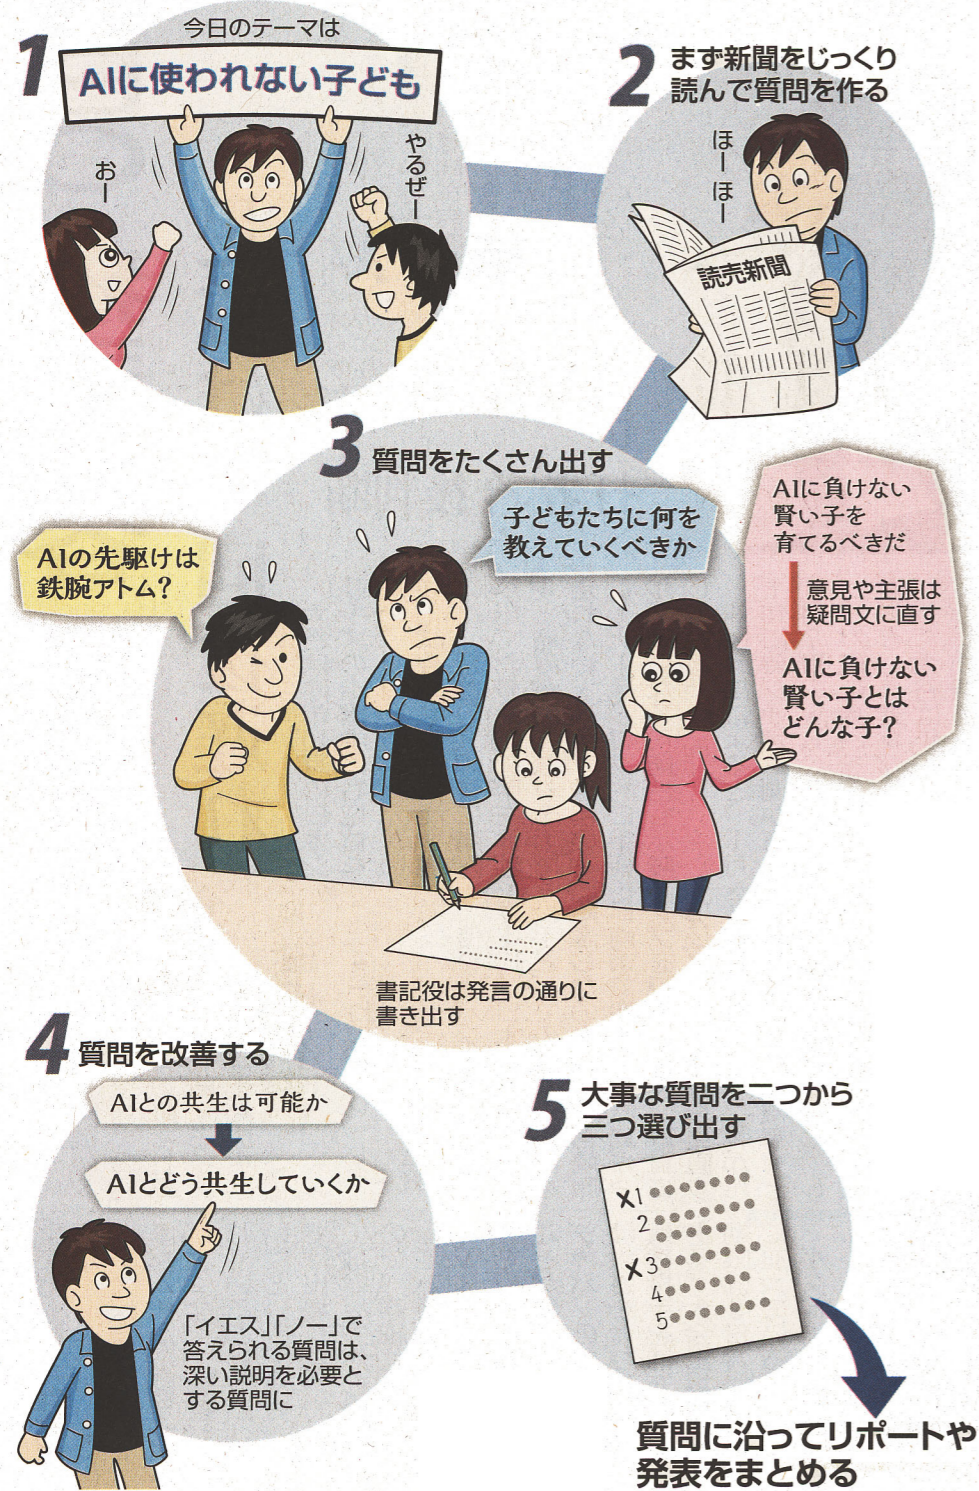 1
今日のテーマは
AIに使われない子ども
おー
やるぜー
2
まず新聞をじっくり
読んで質問を作る
ほーほー
読売新聞
3
質問をたくさん出す
AIの先駆けは
鉄腕アトム?
子どもたちに何を
教えていくべきか
AIに負けない
賢い子を
育てるべきだ
意見や主張は
疑問文に直す
AIに負けない
賢い子とは
どんな子?
書記役は発言の通りに
書き出す
4
質問を改善する
AIとの共生は可能か
AIとどう共生していくか
「イエス」「ノー」で
答えられる質問は、
深い説明を必要と
する質問に
5
大事な質問を二つから
三つ選び出す
X1
2
X3
4
5
質問に沿ってリポートや
発表をまとめる